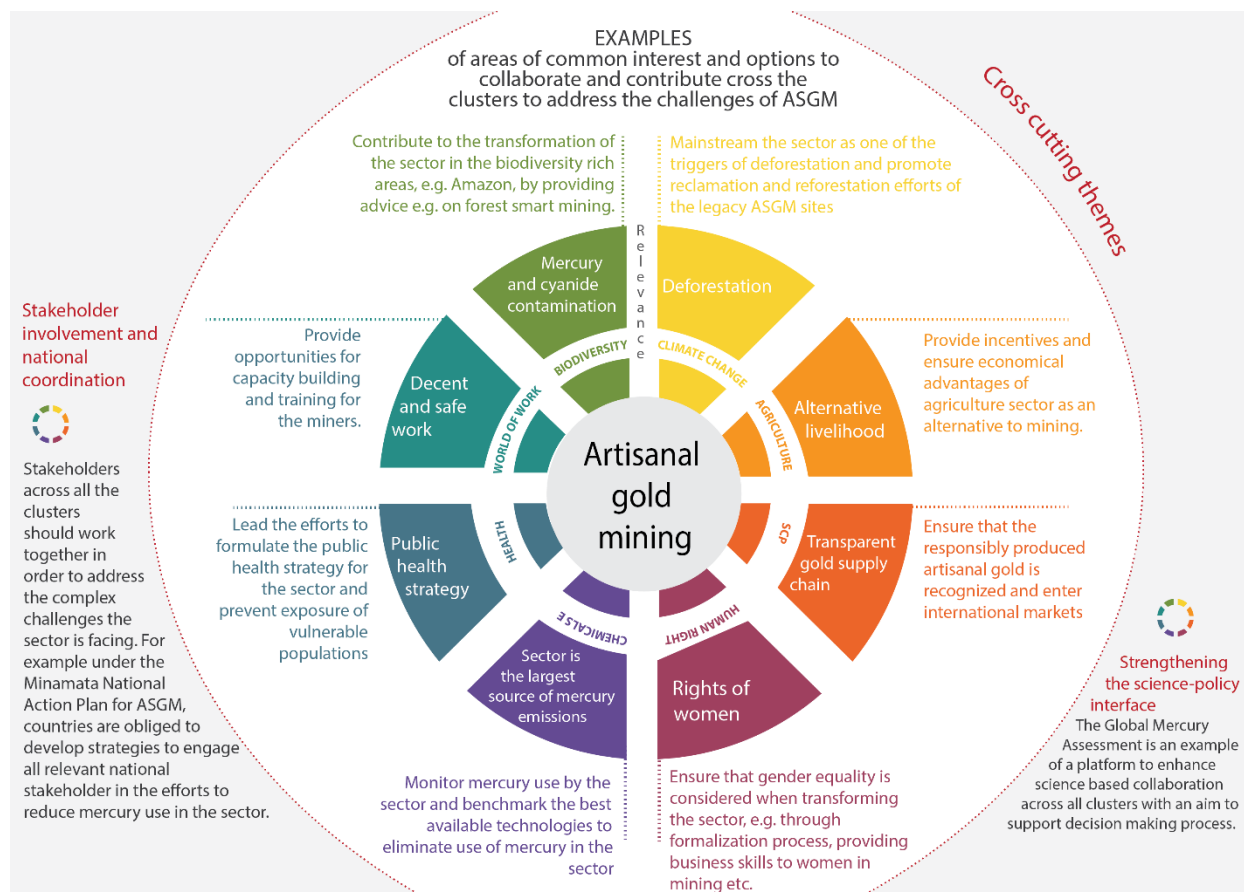 EXAMPLES
of areas of common interest and options to
collaborate and contribute cross the
clusters to address the challenges of ASGM
Cross cutting themes
Contribute to the transformation of
the sector in the biodiversity rich
areas, e.g. Amazon, by providing
advice e.g. on forest smart mining.
Mainstream the sector as one of the
triggers of deforestation and promote
reclamation and reforestation efforts of
the legacy ASGM sites
Relevance
Mercury
and cyanide
contamination
BIODIVERSITY
Deforestation
CLIMATE CHANGE
Provide
opportunities for
capacity building
and training for
the miners.
Decent
and safe
work
WORLD OF WORK
Alternative
livelihood
AGRICULTURE
Provide incentives and
ensure economical
advantages of
agriculture sector as an
alternative to mining.
Artisanal
gold
mining
Lead the efforts to
formulate the public
health strategy for
the sector and
prevent exposure of
vulnerable
populations
Public
health
strategy
HEALTH
Transparent
gold supply
chain
SCP
Ensure that the
responsibly produced
artisanal gold is
recognized and enter
international markets
Sector is
the largest
source of mercury
emissions
CHEMICALS E
Rights of
women
HUMAN RIGHT
Monitor mercury use by the
sector and benchmark the best
available technologies to
eliminate use of mercury in the
sector
Ensure that gender equality is
considered when transforming
the sector, e.g. through
formalization process, providing
business skills to women in
mining etc.
Stakeholder
involvement and
national
coordination
Stakeholders
across all the
clusters
should work
together in
order to address
the complex
challenges the
sector is facing. For
example under the
Minamata National
Action Plan for ASGM,
countries are obliged to
develop strategies to engage
all relevant national
stakeholder in the efforts to
reduce mercury use in the sector.
Strengthening
the science-policy
interface
The Global Mercury
Assessment is an example
of a platform to enhance
science based collaboration
across all clusters with an aim to
support decision making process.